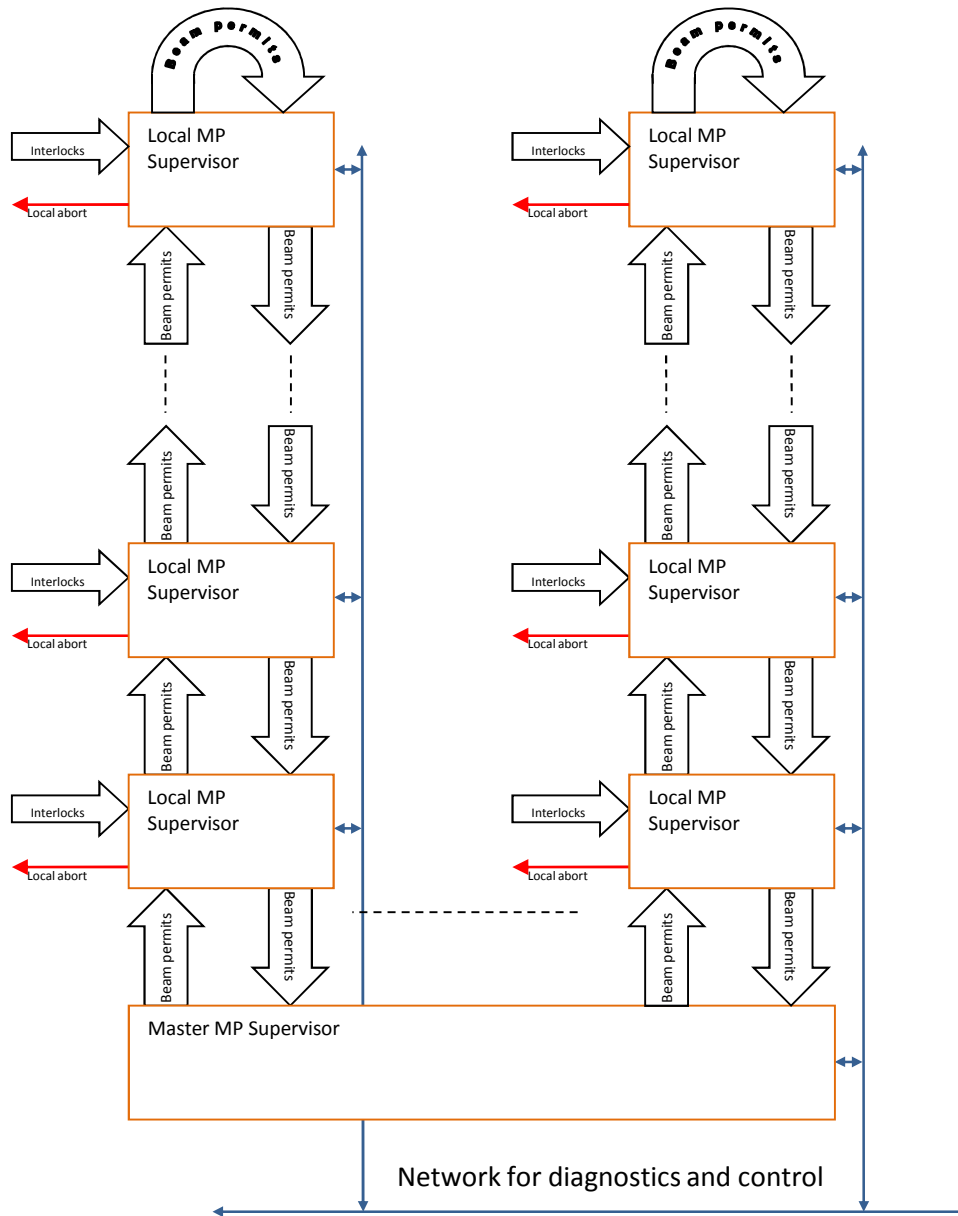 Beam permits
Beam permits
Local MP
Supervisor
Local MP
Supervisor
Interlocks
Interlocks
Local abort
Local abort
Beam permits
Beam permits
Beam permits
Beam permits
Beam permits
Beam permits
Beam permits
Beam permits
Local MP
Supervisor
Local MP
Supervisor
Interlocks
Interlocks
Local abort
Local abort
Beam permits
Beam permits
Beam permits
Beam permits
Local MP
Supervisor
Local MP
Supervisor
Interlocks
Interlocks
Local abort
Local abort
Beam permits
Beam permits
Beam permits
Beam permits
Master MP Supervisor
Network for diagnostics and control